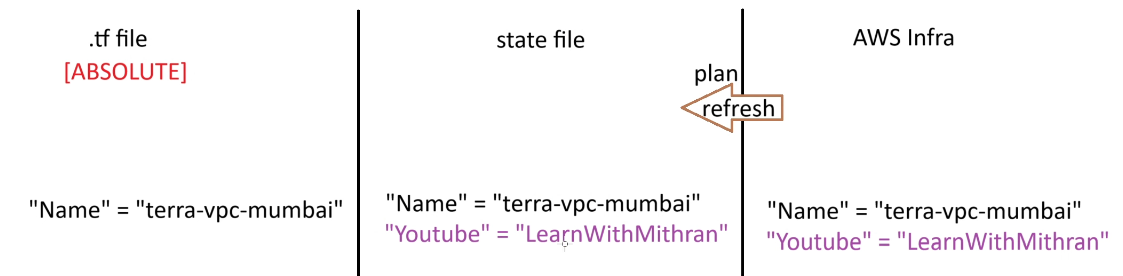 .tf file
[ABSOLUTE]
"Name" = "terra-vpc-mumbai"
state file
plan
refresh
"Name" = "terra-vpc-mumbai"
"Youtube" = "LearnWithMithran"
AWS Infra
"Name" = "terra-vpc-mumbai"
"Youtube" = "LearnWithMithran"